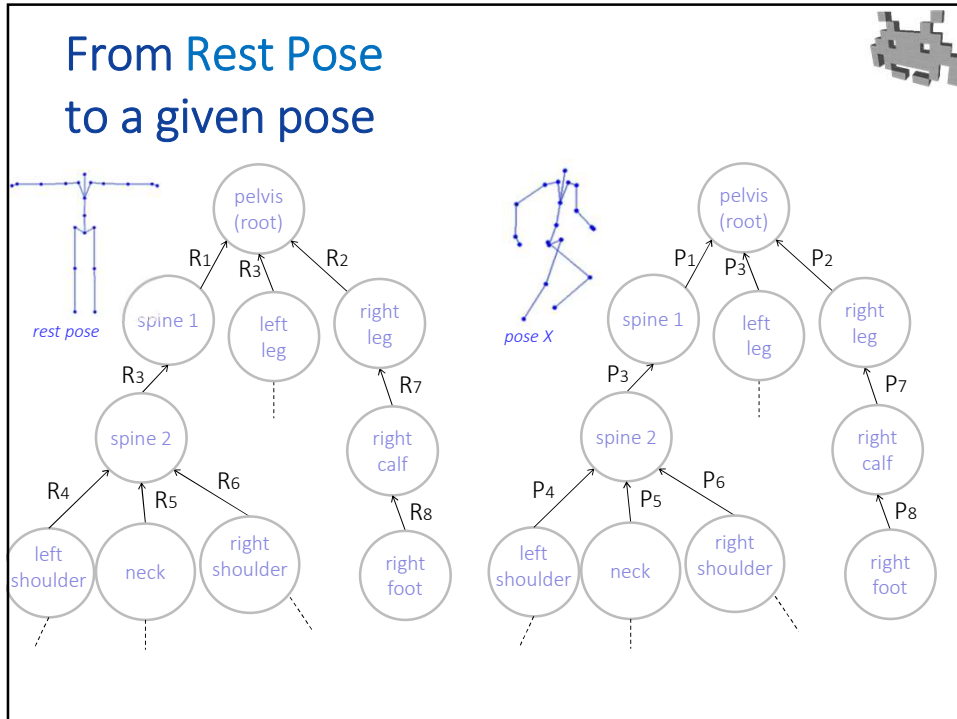 From Rest Pose
to a given pose
rest pose
pelvis
(root)
R1
R3
R2
spine 1
left
leg
right
leg
R3
R7
spine 2
right
calf
R4
R5
R6
R8
left
shoulder
neck
right
shoulder
right
foot
pose X
pelvis
(root)
P1
P3
P2
spine 1
left
leg
right
leg
P3
P7
spine 2
right
calf
P4
P5
P6
P8
left
shoulder
neck
right
shoulder
right
foot